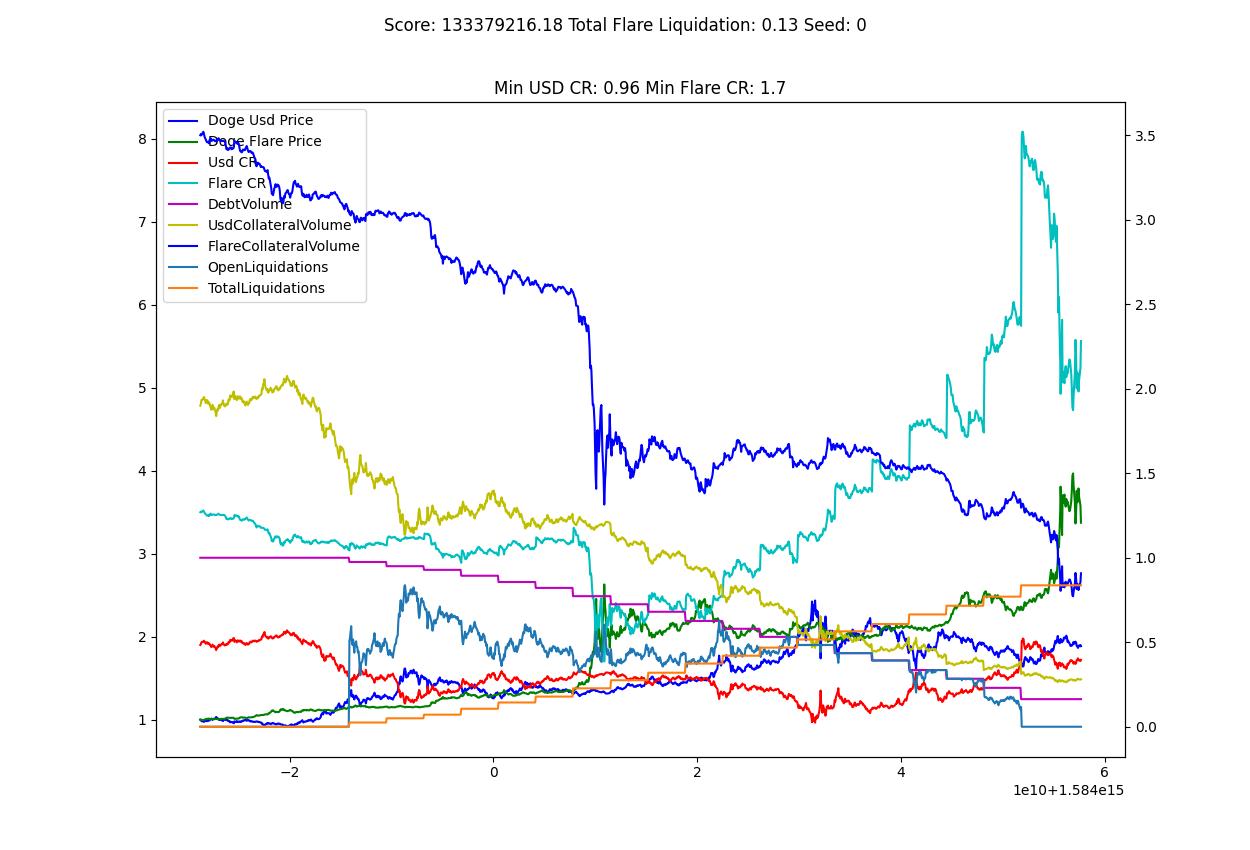 Score: 133379216.18 Total Flare Liquidation: 0.13 Seed: 0
Min USD CR: 0.96 Min Flare CR: 1.7
Doge Usd Price
Doge Flare Price
Usd CR
Flare CR
DebtVolume
UsdCollateralVolume
FlareCollateralVolume
OpenLiquidations
TotalLiquidations
8
7
6
5
4
3
2
1
3.5
3.0
2.5
2.0
1.5
1.0
0.5
0.0
−2 0 2 4 6
1e10+1.584e15